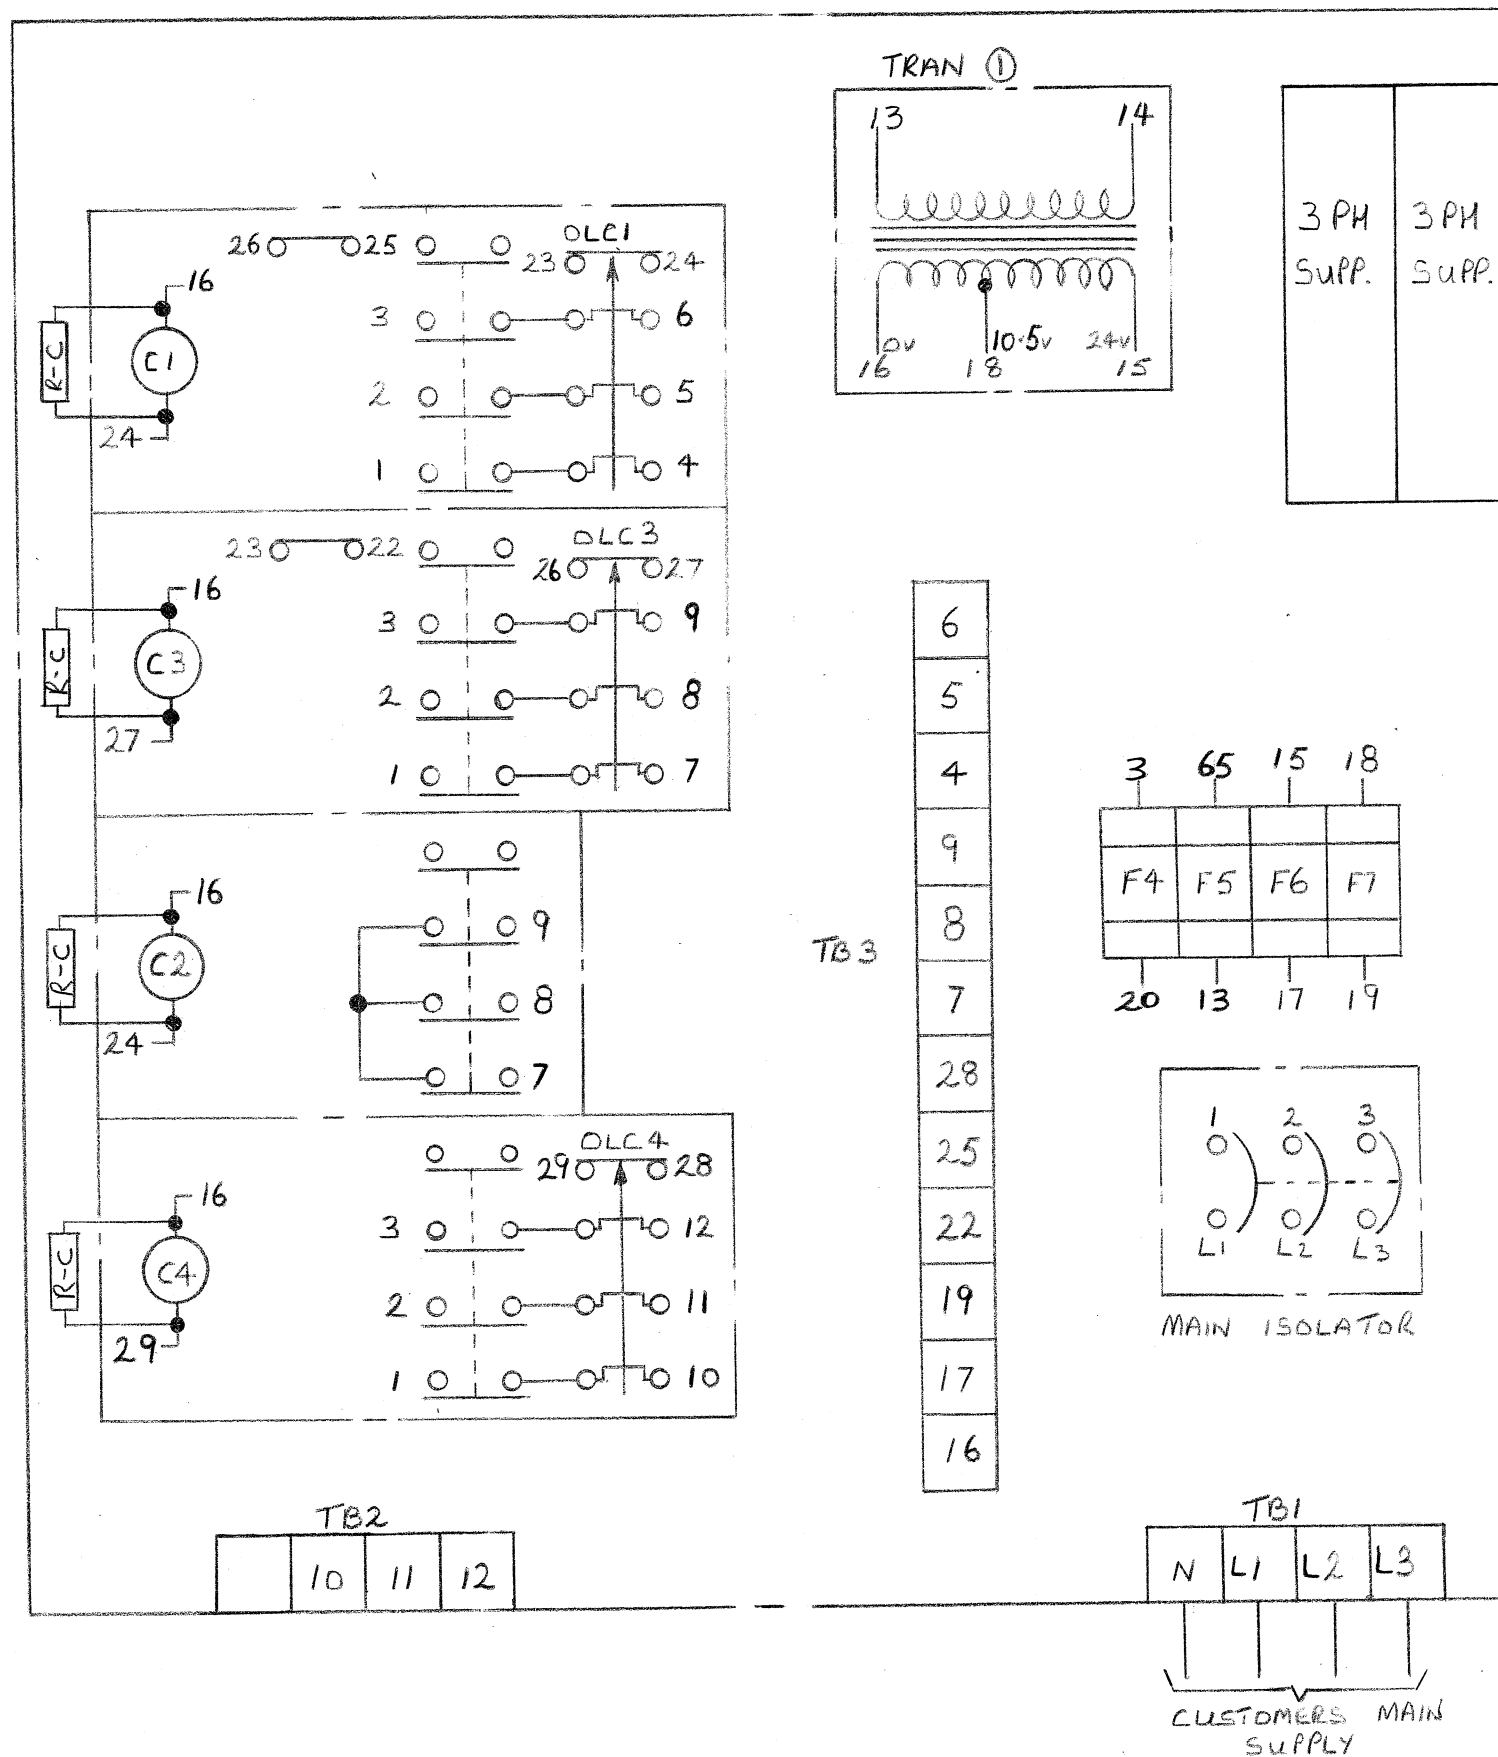 TRAN ①
13 14
0V 10.5V 24V
16 18 15
3 PH SUPP.
3 PH SUPP.
26 25 OLC1
23 24
16
R-C
C1
24
3 6
2 5
1 4
23 22 OLC3
26 27
16
R-C
C3
27
3 9
2 8
1 7
16
R-C
C2
24
9
8
7
OLC4
29 28
16
R-C
C4
29
3 12
2 11
1 10
TB3
6
5
4
9
8
7
28
25
22
19
17
16
3 65 15 18
F4 F5 F6 F7
20 13 17 19
1 2 3
L1 L2 L3
MAIN ISOLATOR
TB2
10 11 12
TB1
N L1 L2 L3
CUSTOMERS MAIN
SUPPLY